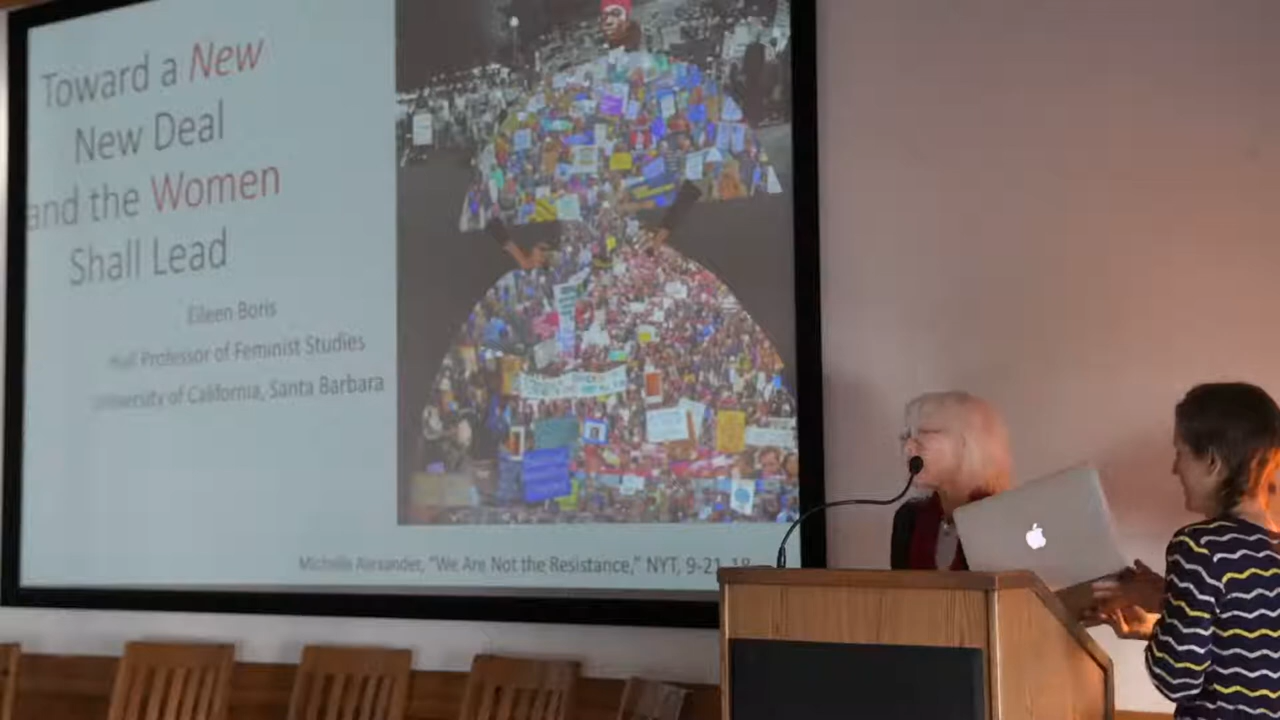 Toward a New
New Deal
and the Women
Shall Lead
Eileen Boris
Hull Professor of Feminist Studies
University of California, Santa Barbara
Michelle Alexander, "We Are Not the Resistance," NYT, 9-21-18